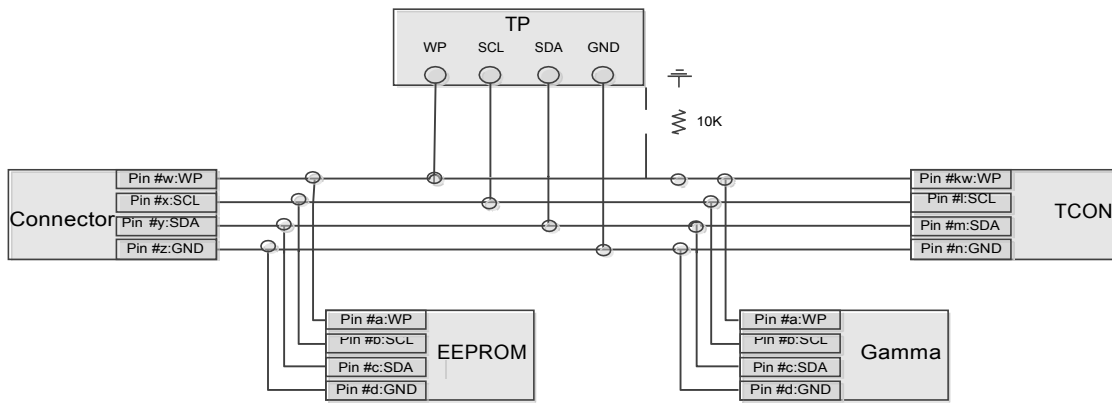 TP
WP SCL SDA GND
10K
Connector
Pin #w:WP
Pin #x:SCL
Pin #y:SDA
Pin #z:GND
Pin #kw:WP
Pin #l:SCL
Pin #m:SDA
Pin #n:GND
TCON
Pin #a:WP
Pin #b:SCL
Pin #c:SDA
Pin #d:GND
EEPROM
Pin #a:WP
Pin #b:SCL
Pin #c:SDA
Pin #d:GND
Gamma